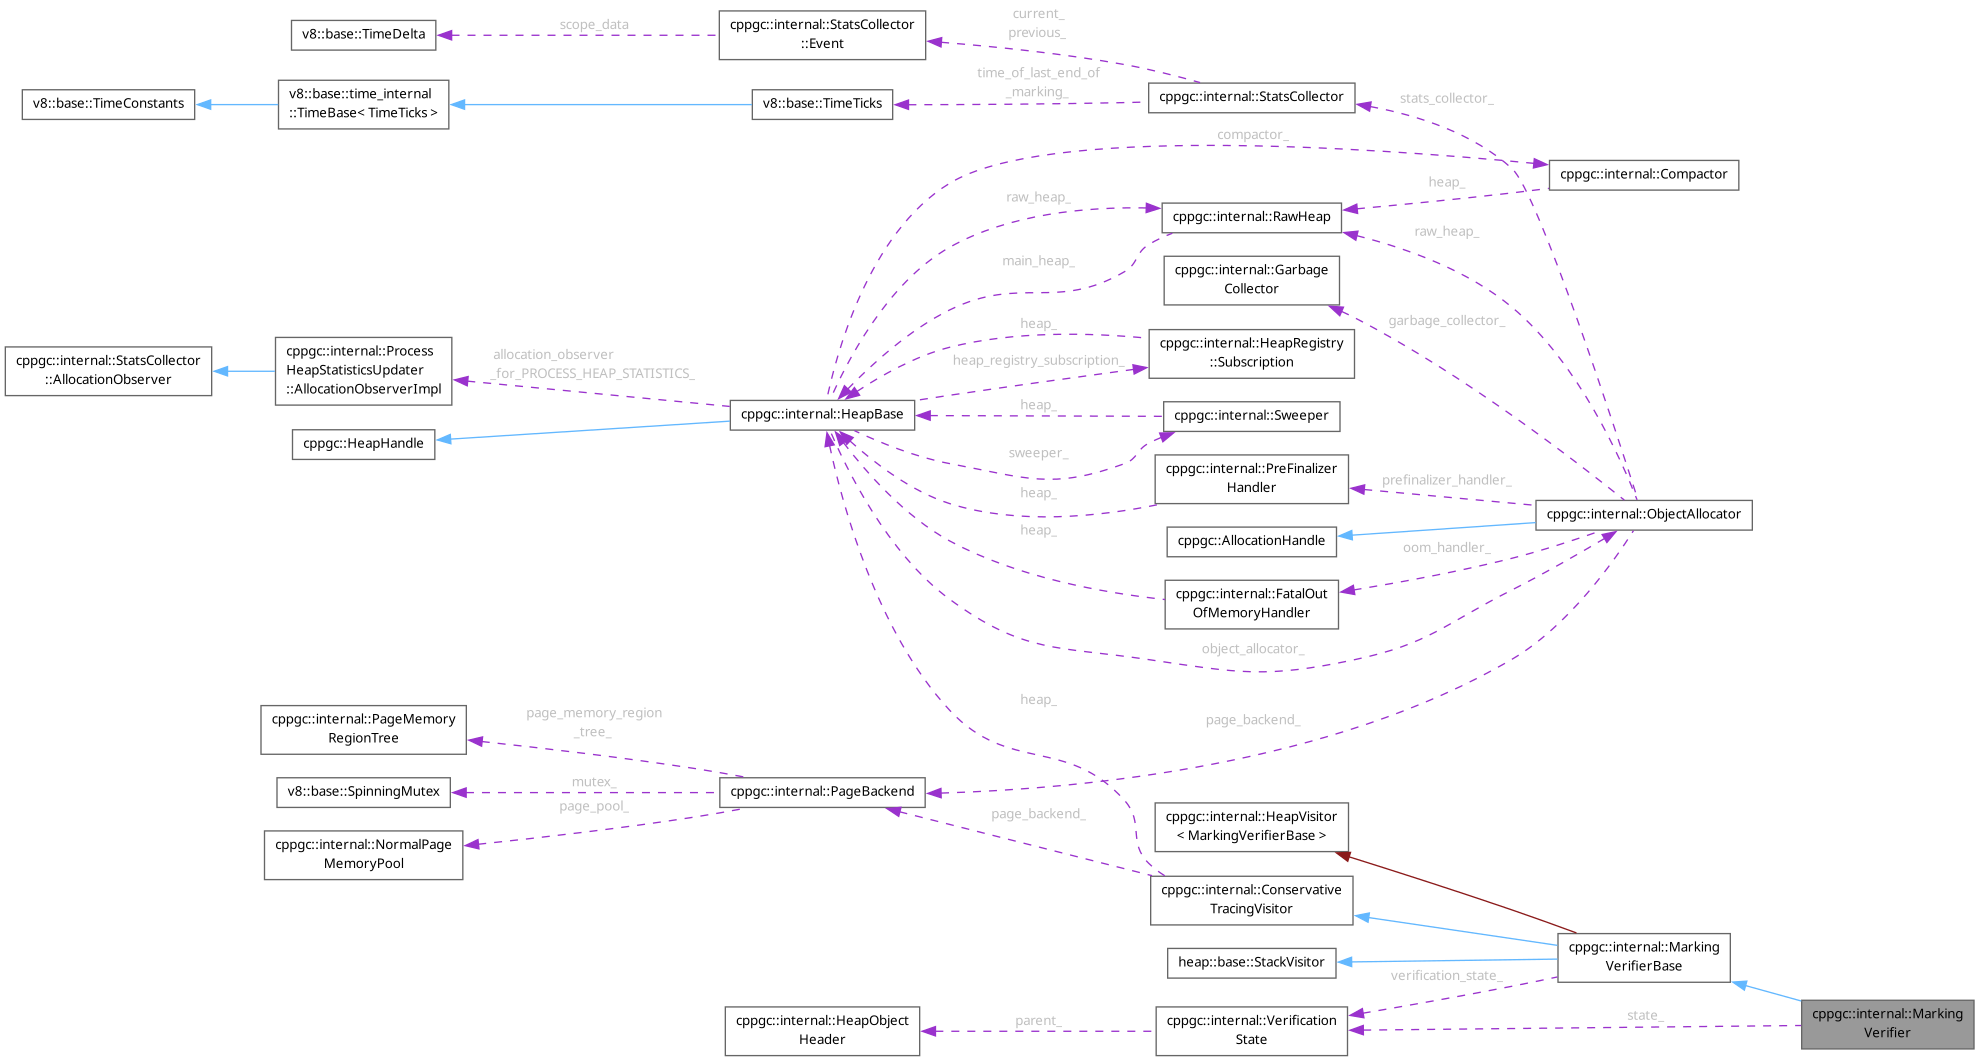 v8::base::TimeDelta
scope_data
cppgc::internal::StatsCollector
::Event
current_
previous_
v8::base::TimeConstants
v8::base::time_internal
::TimeBase< TimeTicks >
v8::base::TimeTicks
time_of_last_end_of
_marking_
cppgc::internal::StatsCollector
stats_collector_
compactor_
cppgc::internal::Compactor
heap_
raw_heap_
cppgc::internal::RawHeap
raw_heap_
main_heap_
cppgc::internal::Garbage
Collector
garbage_collector_
heap_
cppgc::internal::HeapRegistry
::Subscription
heap_registry_subscription_
cppgc::internal::StatsCollector
::AllocationObserver
cppgc::internal::Process
HeapStatisticsUpdater
::AllocationObserverImpl
allocation_observer
_for_PROCESS_HEAP_STATISTICS_
cppgc::internal::HeapBase
cppgc::HeapHandle
heap_
cppgc::internal::Sweeper
sweeper_
cppgc::internal::PreFinalizer
Handler
prefinalizer_handler_
heap_
cppgc::internal::ObjectAllocator
cppgc::AllocationHandle
heap_
oom_handler_
cppgc::internal::FatalOut
OfMemoryHandler
object_allocator_
heap_
page_backend_
cppgc::internal::PageMemory
RegionTree
page_memory_region
_tree_
v8::base::SpinningMutex
mutex_
cppgc::internal::PageBackend
page_pool_
cppgc::internal::NormalPage
MemoryPool
page_backend_
cppgc::internal::HeapVisitor
< MarkingVerifierBase >
cppgc::internal::Conservative
TracingVisitor
heap::base::StackVisitor
cppgc::internal::Marking
VerifierBase
verification_state_
cppgc::internal::HeapObject
Header
parent_
cppgc::internal::Verification
State
state_
cppgc::internal::Marking
Verifier